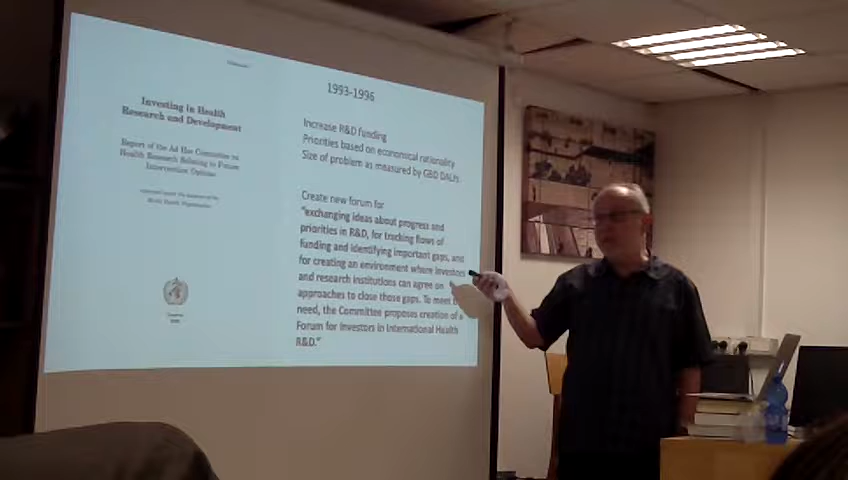 Investing in Health
Research and Development
Report of the Ad Hoc Committee on
Health Research Relating to Future
Intervention Options
1993-1996
Increase R&D funding
Priorities based on economical rationality
Size of problem as measured by GBD DALYs
Create new forum for
"exchanging ideas about progress and
priorities in R&D, for tracking flows of
funding and identifying important gaps, and
for creating an environment where investors
and research institutions can agree on
approaches to close those gaps. To meet
need, the Committee proposes creation of a
Forum for Investors in International Health
R&D."